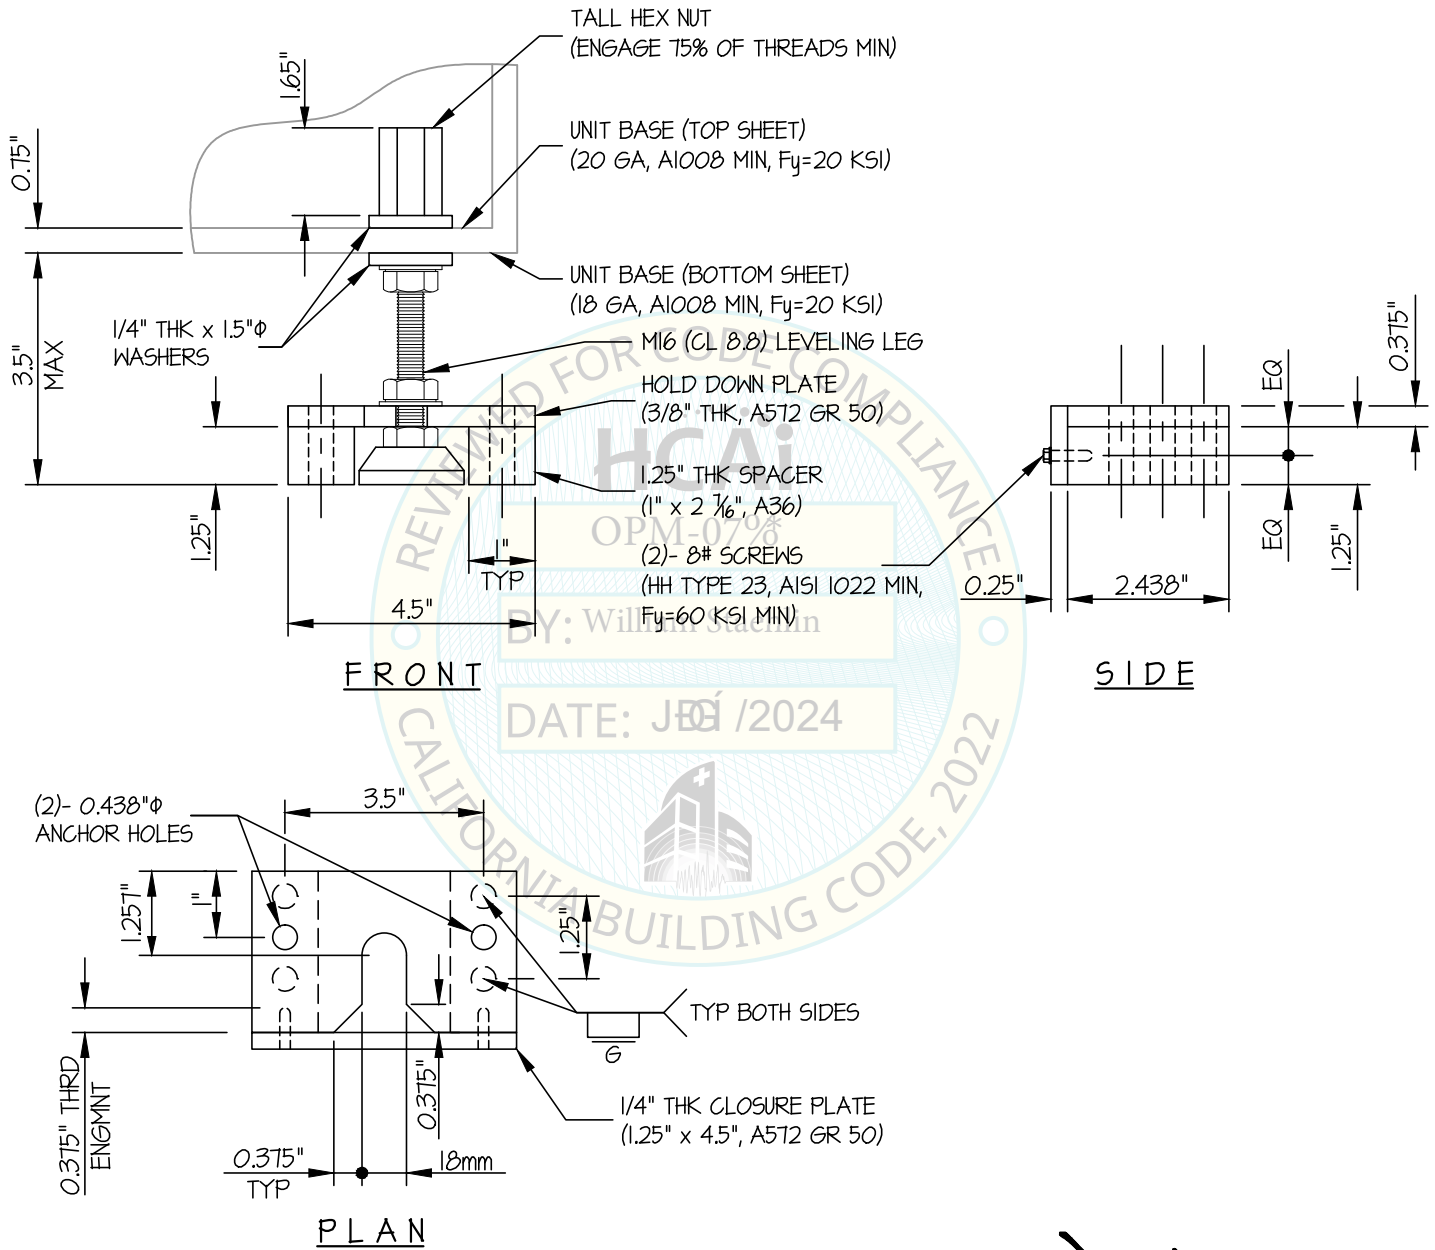 TALL HEX NUT
(ENGAGE 75% OF THREADS MIN)
1.65"
UNIT BASE (TOP SHEET)
(20 GA, A1008 MIN, Fy=20 KSI)
0.75"
UNIT BASE (BOTTOM SHEET)
(18 GA, A1008 MIN, Fy=20 KSI)
1/4" THK x 1.5"Φ
WASHERS
3.5"
MAX
M16 (CL 8.8) LEVELING LEG
HOLD DOWN PLATE
(3/8" THK, A572 GR 50)
1.25" THK SPACER
(1" x 2 7/16", A36)
(2)- 8# SCREWS
(HH TYPE 23, AISI 1022 MIN,
Fy=60 KSI MIN)
1.25"
1"
TYP
4.5"
FRONT
0.375"
EQ
EQ
1.25"
0.25"
2.438"
SIDE
REVIEWED FOR CODE COMPLIANCE
HCAi
OPM-07
BY: William Staehlin
DATE: /2024
CALIFORNIA BUILDING CODE, 2022
(2)- 0.438"Φ
ANCHOR HOLES
3.5"
1.257"
1"
1.25"
TYP BOTH SIDES
G
0.375" THRD
ENGMNT
0.375"
1/4" THK CLOSURE PLATE
(1.25" x 4.5", A572 GR 50)
0.375"
TYP
18mm
PLAN